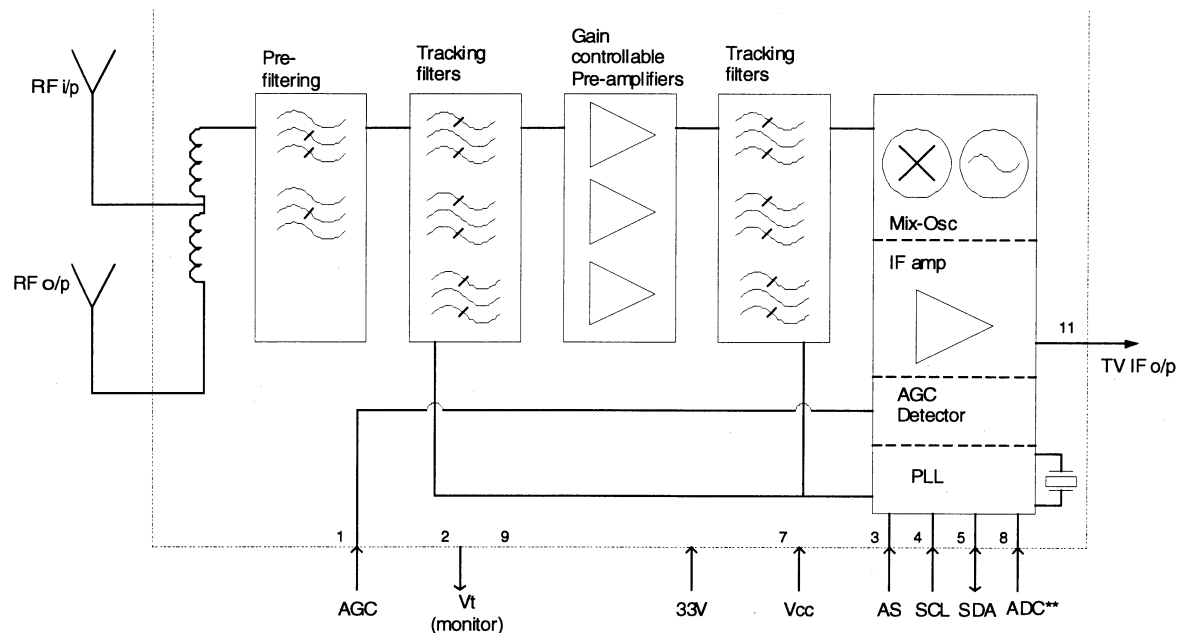 RF i/p
RF o/p
Pre-
filtering
Tracking
filters
Gain
controllable
Pre-amplifiers
Tracking
filters
Mix-Osc
IF amp
11
TV IF o/p
AGC
Detector
PLL
1
2
9
7
3
4
5
8
AGC
Vt
(monitor)
33V
Vcc
AS
SCL
SDA
ADC**